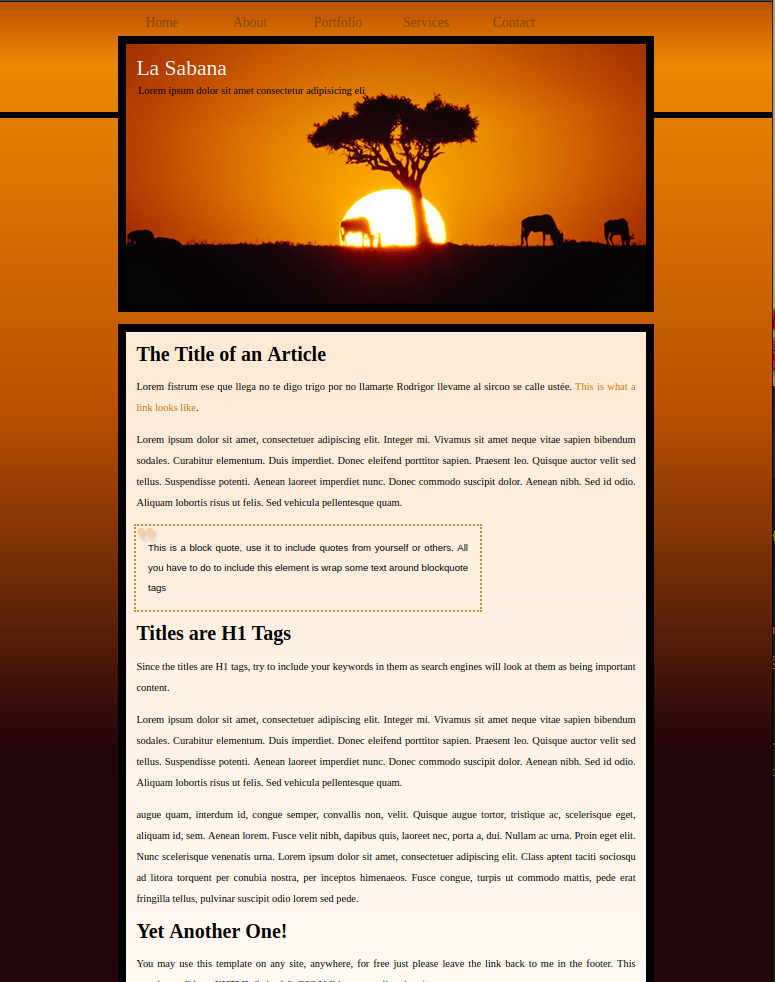 Home About Portfolio Services Contact
La Sabana
Lorem ipsum dolor sit amet consectetur adipisicing eli
The Title of an Article
Lorem fistrum ese que llega no te digo trigo por no llamarte Rodrigor llevame al sircoo se calle ustée. This is what a
link looks like.
Lorem ipsum dolor sit amet, consectetuer adipiscing elit. Integer mi. Vivamus sit amet neque vitae sapien bibendum
sodales. Curabitur elementum. Duis imperdiet. Donec eleifend porttitor sapien. Praesent leo. Quisque auctor velit sed
tellus. Suspendisse potenti. Aenean laoreet imperdiet nunc. Donec commodo suscipit dolor. Aenean nibh. Sed id odio.
Aliquam lobortis risus ut felis. Sed vehicula pellentesque quam.
This is a block quote, use it to include quotes from yourself or others. All
you have to do to include this element is wrap some text around blockquote
tags
Titles are H1 Tags
Since the titles are H1 tags, try to include your keywords in them as search engines will look at them as being important
content.
Lorem ipsum dolor sit amet, consectetuer adipiscing elit. Integer mi. Vivamus sit amet neque vitae sapien bibendum
sodales. Curabitur elementum. Duis imperdiet. Donec eleifend porttitor sapien. Praesent leo. Quisque auctor velit sed
tellus. Suspendisse potenti. Aenean laoreet imperdiet nunc. Donec commodo suscipit dolor. Aenean nibh. Sed id odio.
Aliquam lobortis risus ut felis. Sed vehicula pellentesque quam.
augue quam, interdum id, congue semper, convallis non, velit. Quisque augue tortor, tristique ac, scelerisque eget,
aliquam id, sem. Aenean lorem. Fusce velit nibh, dapibus quis, laoreet nec, porta a, dui. Nullam ac urna. Proin eget elit.
Nunc scelerisque venenatis urna. Lorem ipsum dolor sit amet, consectetuer adipiscing elit. Class aptent taciti sociosqu
ad litora torquent per conubia nostra, per inceptos himenaeos. Fusce congue, turpis ut commodo mattis, pede erat
fringilla tellus, pulvinar suscipit odio lorem sed pede.
Yet Another One!
You may use this template on any site, anywhere, for free just please leave the link back to me in the footer. This